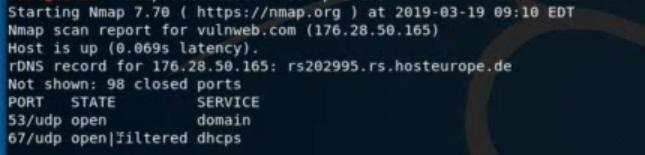 Starting Nmap 7.70 ( https://nmap.org ) at 2019-03-19 09:10 EDT
Nmap scan report for vulnweb.com (176.28.50.165)
Host is up (0.069s latency).
rDNS record for 176.28.50.165: rs202995.rs.hosteurope.de
Not shown: 98 closed ports
PORT STATE SERVICE
53/udp open domain
67/udp open|filtered dhcps